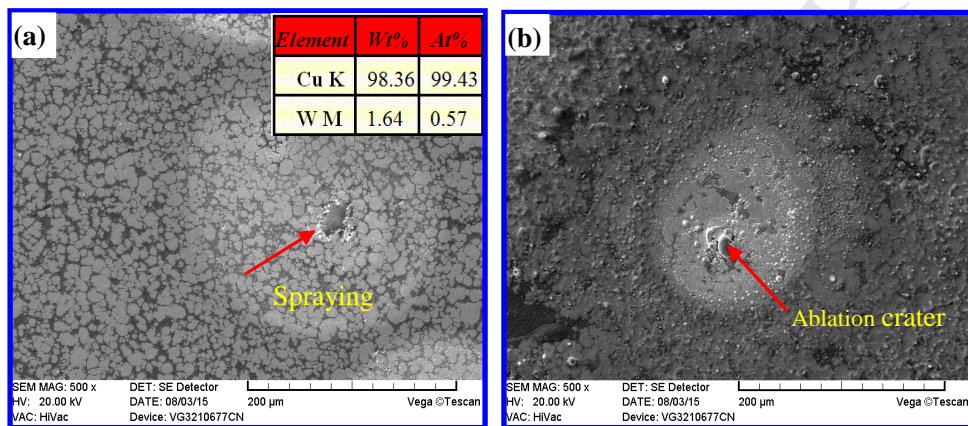 (a)
Element Wt% At%
Cu K 98.36 99.43
W M 1.64 0.57
Spraying
SEM MAG: 500 x DET: SE Detector
HV: 20.00 kV DATE: 08/03/15 200 µm Vega ©Tescan
VAC: HiVac Device: VG3210677CN
(b)
Ablation crater
SEM MAG: 500 x DET: SE Detector
HV: 20.00 kV DATE: 08/03/15 200 µm Vega ©Tescan
VAC: HiVac Device: VG3210677CN